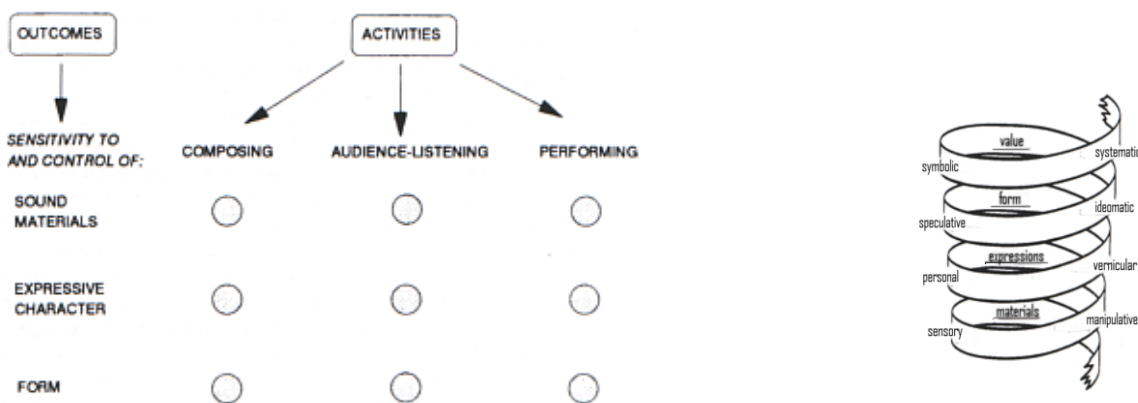 OUTCOMES
ACTIVITIES
SENSITIVITY TO
AND CONTROL OF:
COMPOSING
AUDIENCE-LISTENING
PERFORMING
SOUND
MATERIALS
EXPRESSIVE
CHARACTER
FORM
value
symbolic
systematic
form
speculative
ideomatic
expressions
personal
vernicular
materials
sensory
manipulative